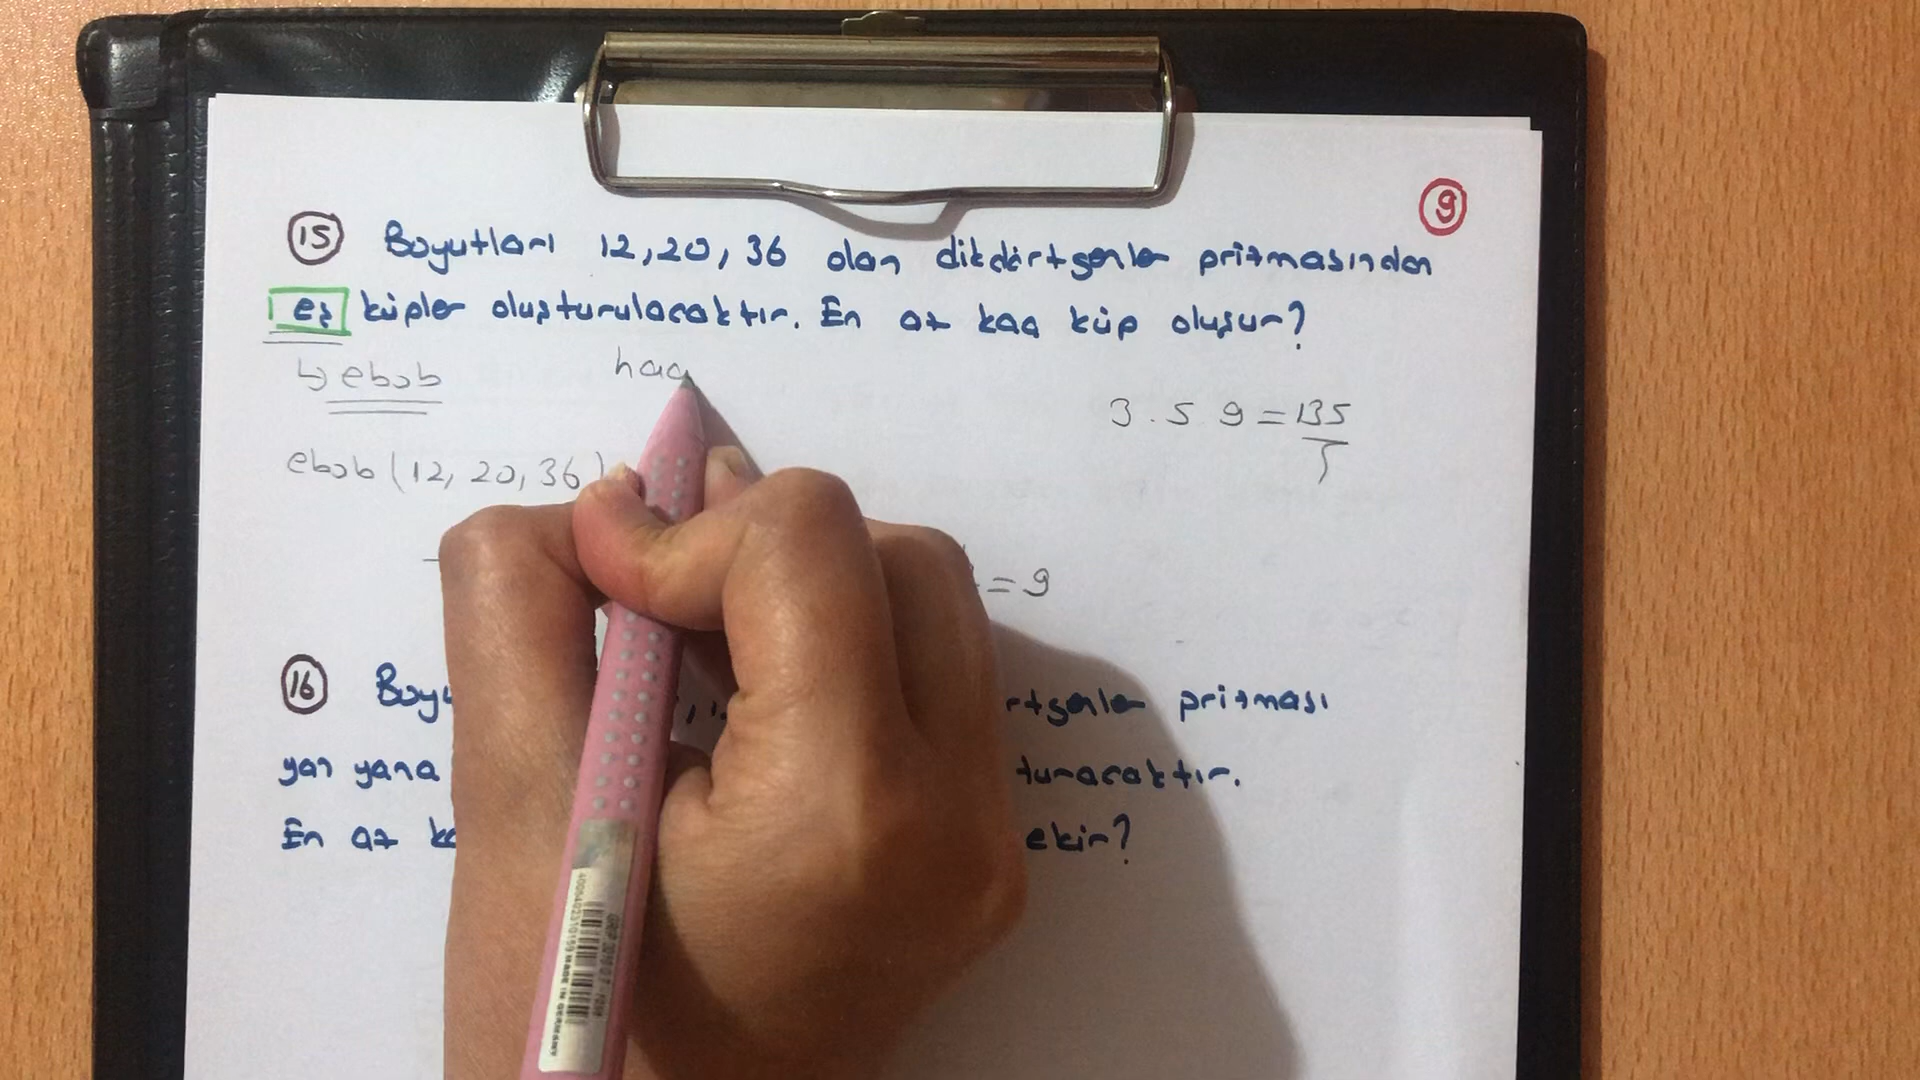 9
15 Boyutları 12, 20, 36 olan dikdörtgenler prizmasından
eş küpler oluşturulacaktır. En az kaç küp oluşur?
↳ ebob
hac
3 . 5 9 = 135
ebob (12, 20, 36)
= 9
16 prizması
yan yana
En az